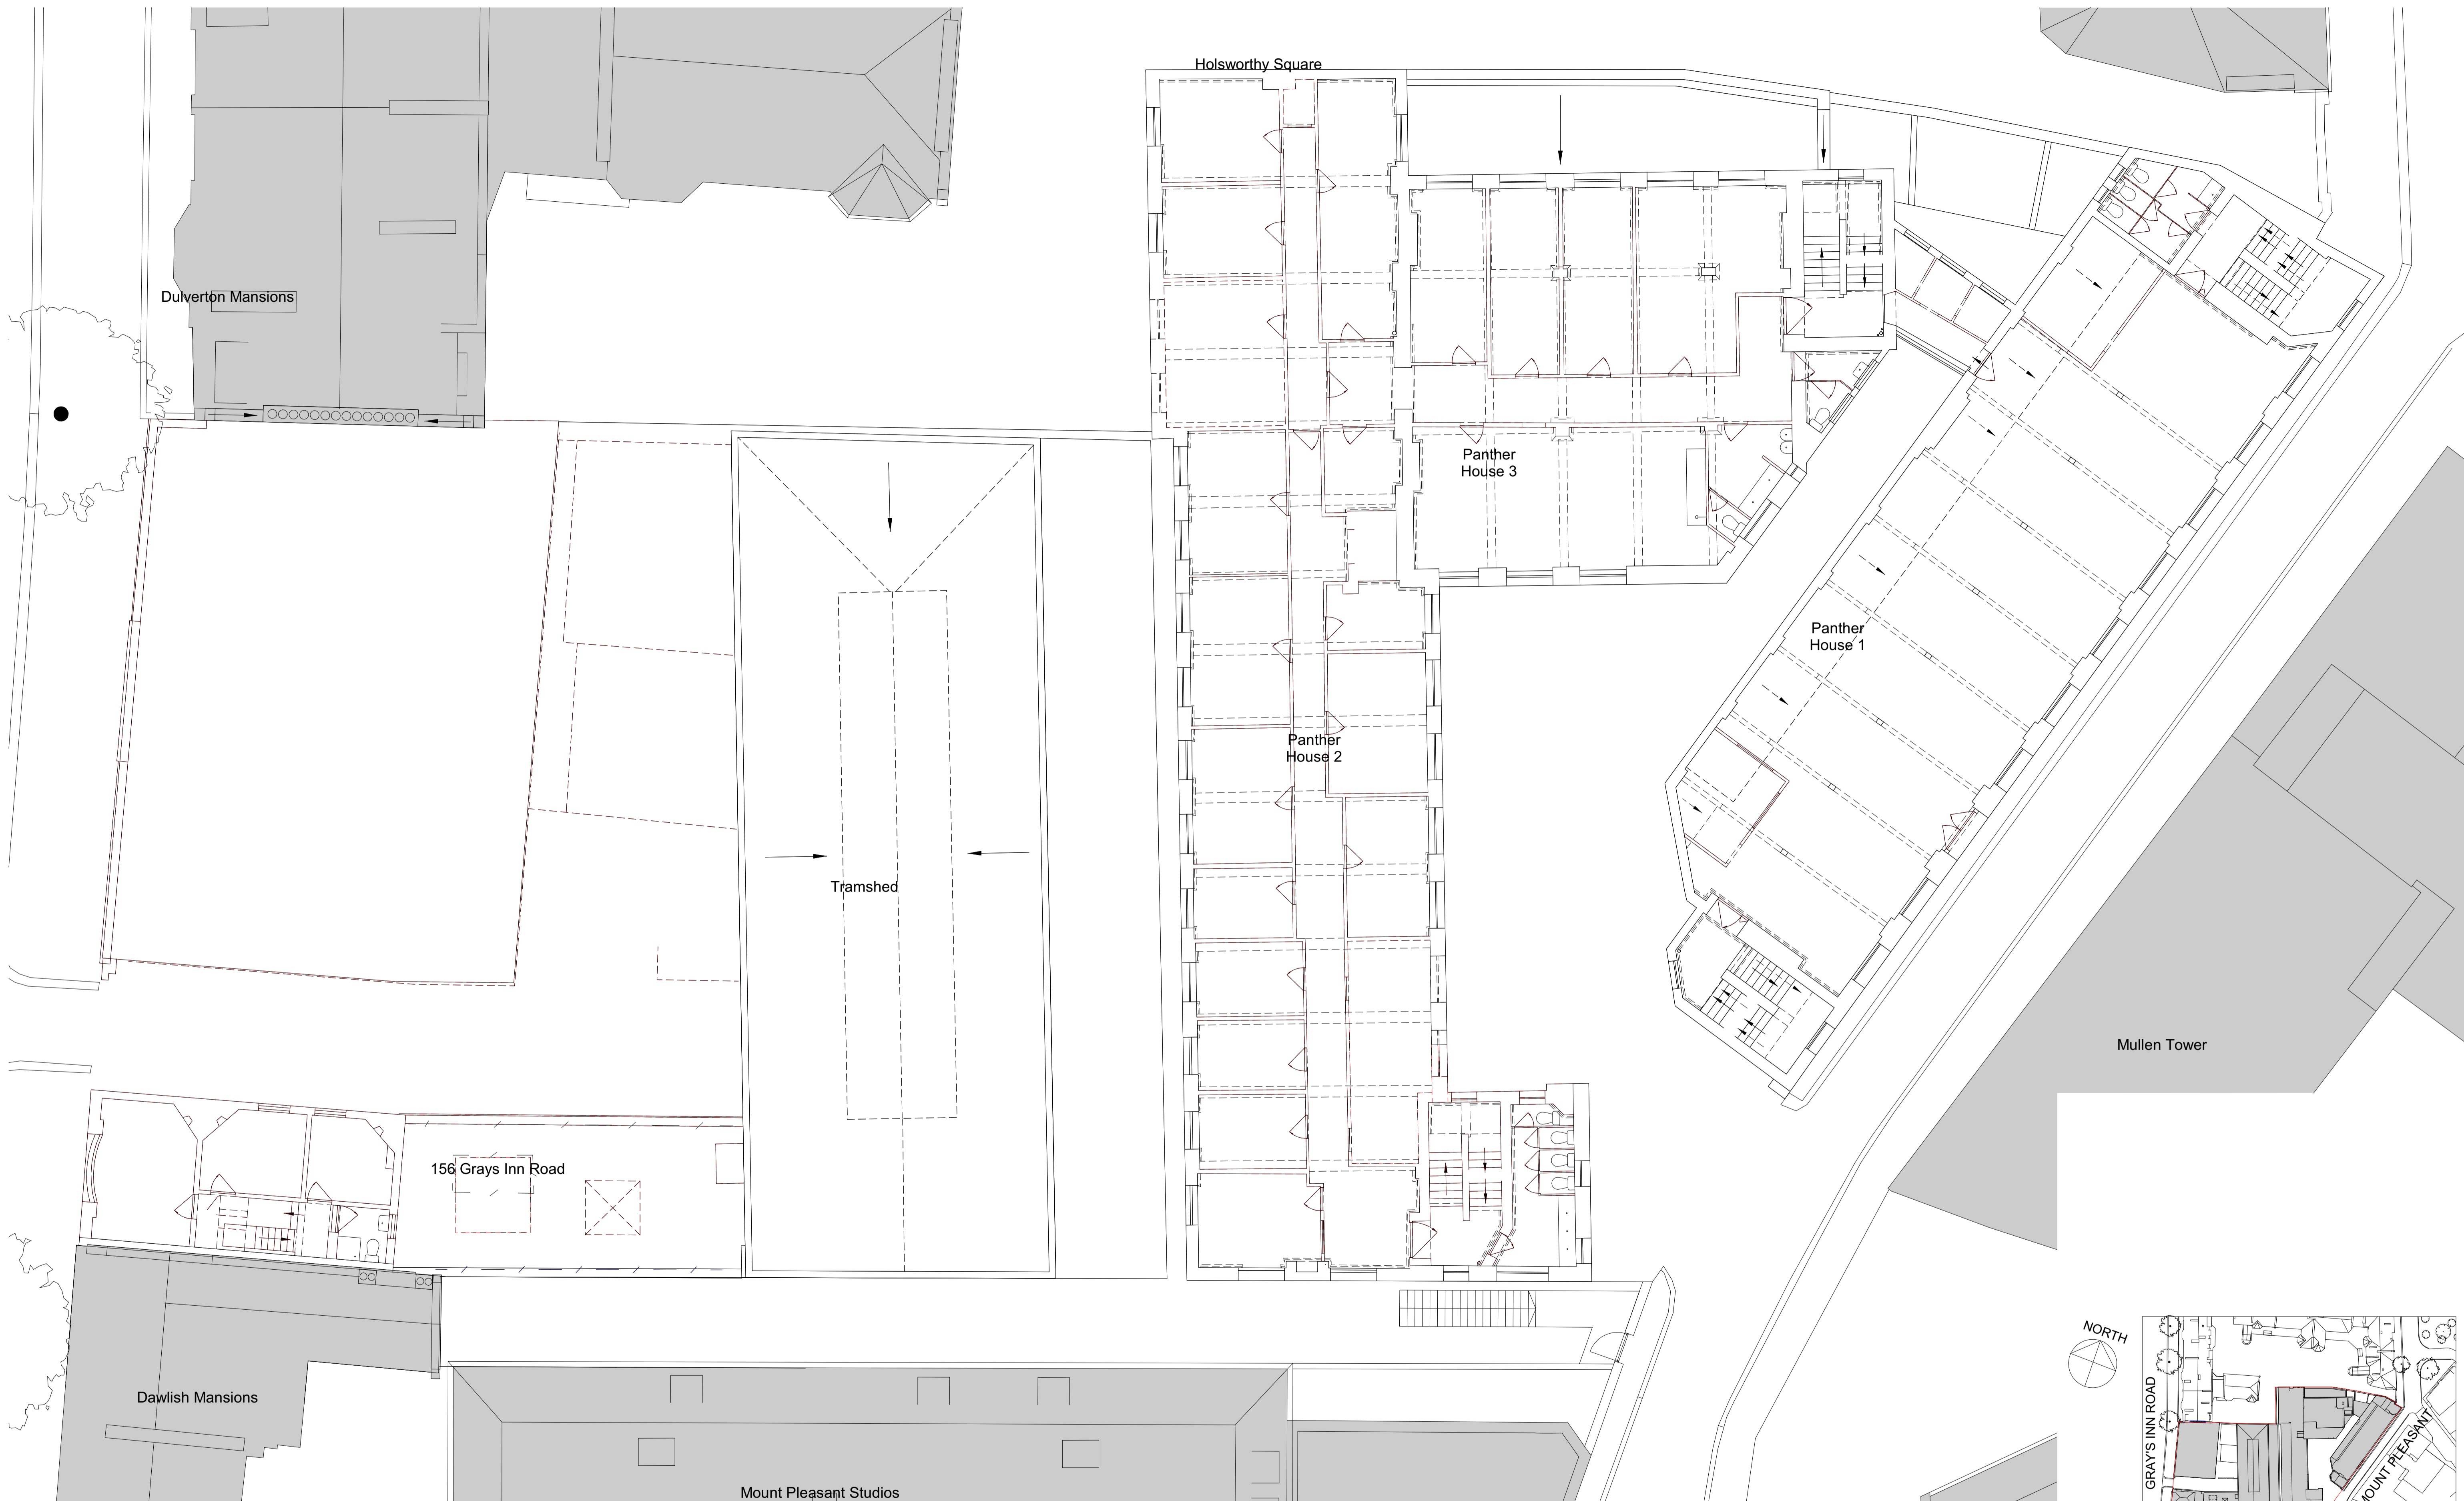 Holsworthy Square
Dulverton Mansions
Panther
House 3
Panther
House 1
Panther
House 2
Tramshed
Mullen Tower
156 Grays Inn Road
NORTH
GRAY'S INN ROAD
MOUNT PLEASANT
Dawlish Mansions
Mount Pleasant Studios